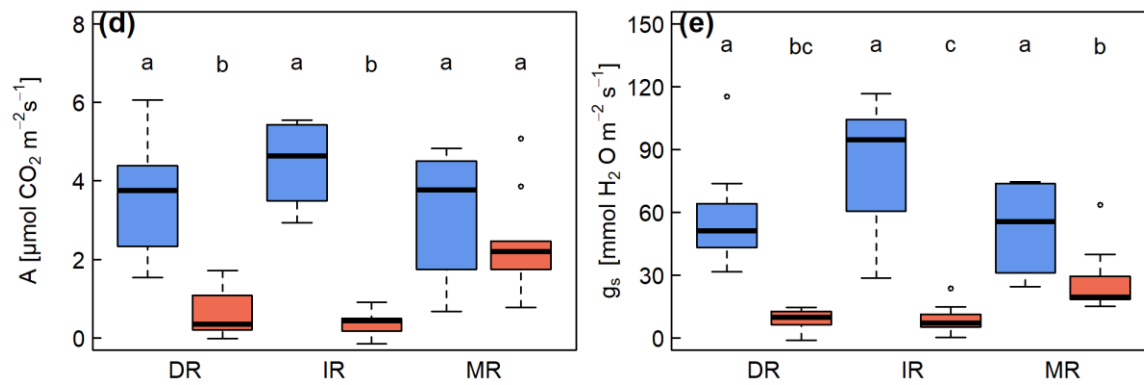 (d)
A [µmol CO₂ m⁻² s⁻¹]
8
6
4
2
0
a b a b a a
DR IR MR
(e)
gₛ [mmol H₂ O m⁻² s⁻¹]
150
120
90
60
30
0
a bc a c a b
DR IR MR